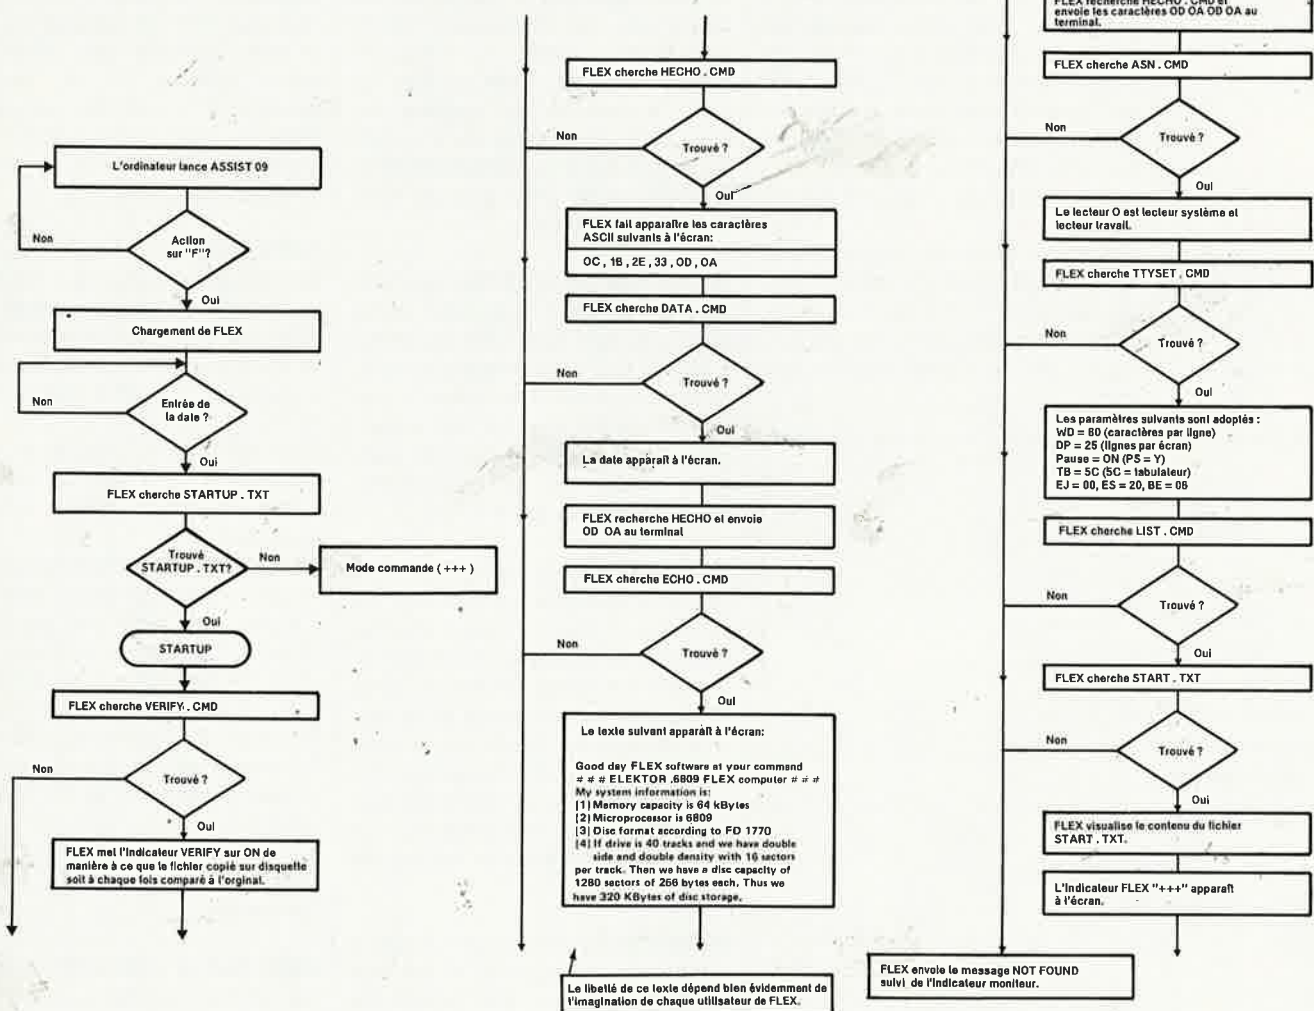 L'ordinateur lance ASSIST 09
Action
sur "F"?
Non
Oui
Chargement de FLEX
Entrée de
la date ?
Non
Oui
FLEX cherche STARTUP . TXT
Trouvé
STARTUP . TXT?
Non
Mode commande ( +++ )
Oui
STARTUP
FLEX cherche VERIFY . CMD
Non
Trouvé ?
Oui
FLEX met l'indicateur VERIFY sur ON de
manière à ce que le fichier copié sur disquette
soit à chaque fois comparé à l'orginal.
FLEX cherche HECHO . CMD
Non
Trouvé ?
Oui
FLEX fait apparaître les caractères
ASCII suivants à l'écran:
OC , 1B , 2E , 33 , OD , OA
FLEX cherche DATA . CMD
Non
Trouvé ?
Oui
La date apparaît à l'écran.
FLEX recherche HECHO et envoie
OD OA au terminal
FLEX cherche ECHO . CMD
Non
Trouvé ?
Oui
Le texte suivant apparaît à l'écran:
Good day FLEX software at your command
# # # ELEKTOR .6809 FLEX computer # # #
My system information is:
[1] Memory capacity is 64 kBytes
[2] Microprocessor is 6809
[3] Disc format according to FD 1770
[4] If drive is 40 tracks and we have double
side and double density with 16 sectors
per track. Then we have a disc capacity of
1280 sectors of 256 bytes each. Thus we
have 320 KBytes of disc storage.
Le libellé de ce texte dépend bien évidemment de
l'imagination de chaque utilisateur de FLEX.
FLEX recherche HECHO . CMD et
envoie les caractères OD OA OD OA au
terminal.
FLEX cherche ASN . CMD
Non
Trouvé ?
Oui
Le lecteur O est lecteur système et
lecteur travail.
FLEX cherche TTYSET . CMD
Non
Trouvé ?
Oui
Les paramètres suivants sont adoptés :
WD = 80 (caractères par ligne)
DP = 25 (lignes par écran)
Pause = ON (PS = Y)
TB = 5C (5C = tabulateur)
EJ = 00, ES = 20, BE = 08
FLEX cherche LIST . CMD
Non
Trouvé ?
Oui
FLEX cherche START . TXT
Non
Trouvé ?
Oui
FLEX visualise le contenu du fichier
START . TXT.
L'indicateur FLEX "+++" apparaît
à l'écran.
FLEX envoie le message NOT FOUND
suivi de l'indicateur moniteur.